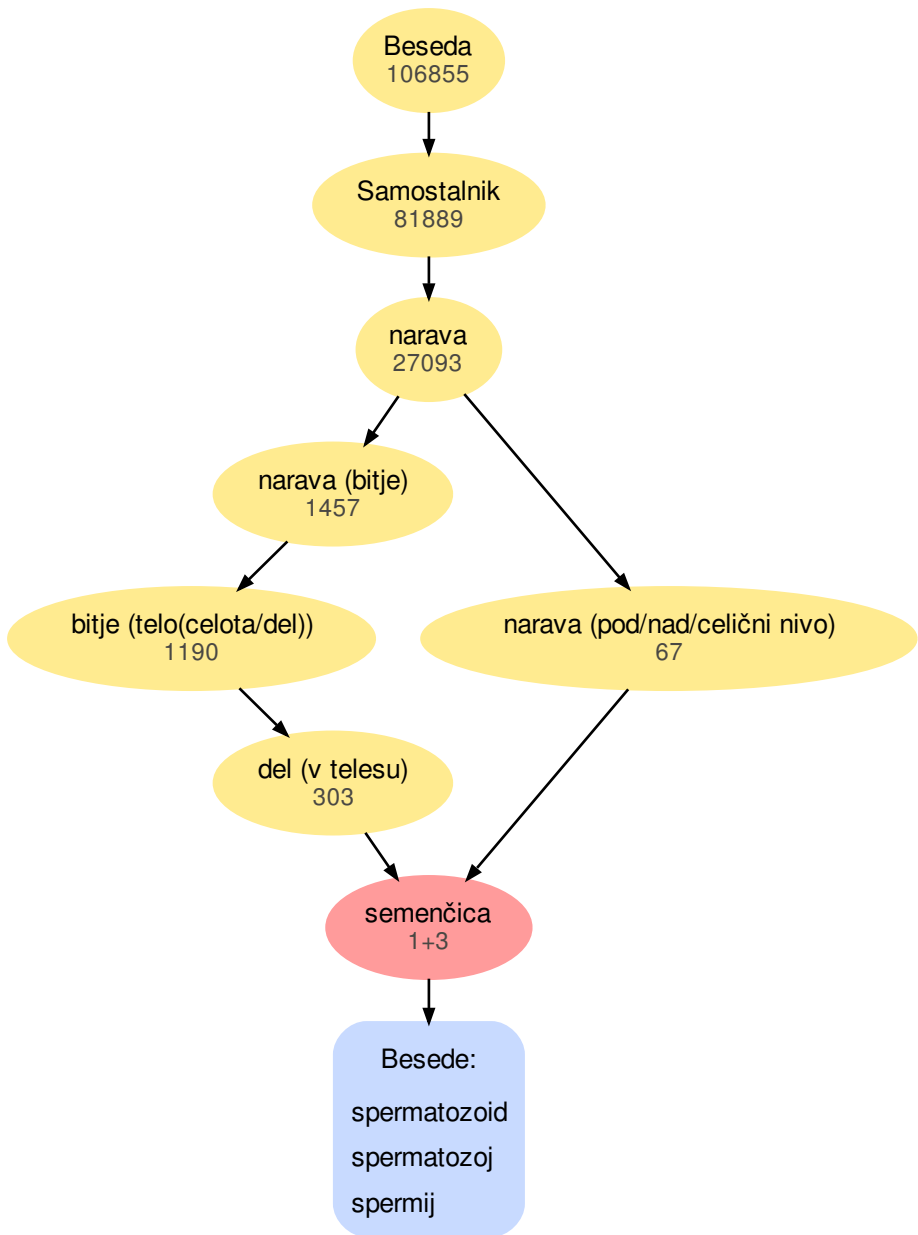 Beseda
106855
Samostalnik
81889
narava
27093
narava (bitje)
1457
bitje (telo(celota/del))
1190
narava (pod/nad/celični nivo)
67
del (v telesu)
303
semenčica
1+3
Besede:
spermatozoid
spermatozoj
spermij